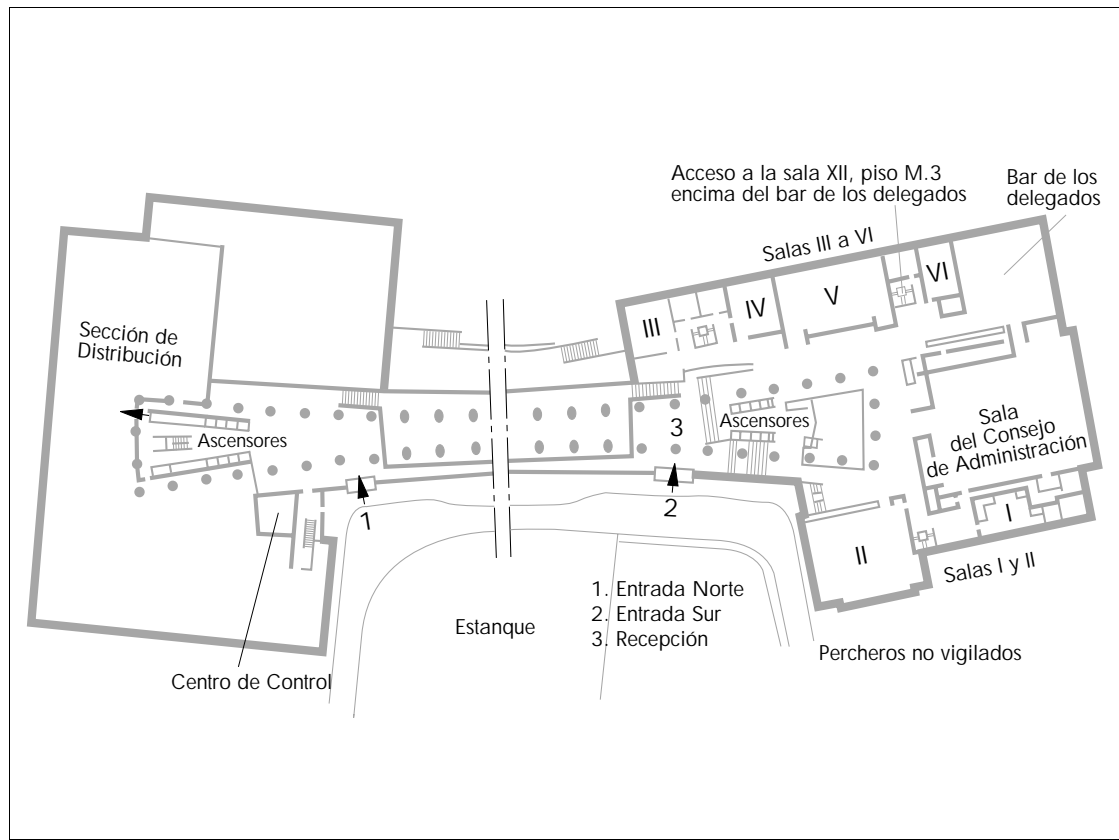 Acceso a la sala XII, piso M.3
encima del bar de los delegados
Bar de los
delegados
Salas III a VI
VI
V
IV
III
Sección de
Distribución
Ascensores
Ascensores
3
Sala
del Consejo
de Administración
1
2
I
II
Salas I y II
1. Entrada Norte
2. Entrada Sur
3. Recepción
Estanque
Percheros no vigilados
Centro de Control